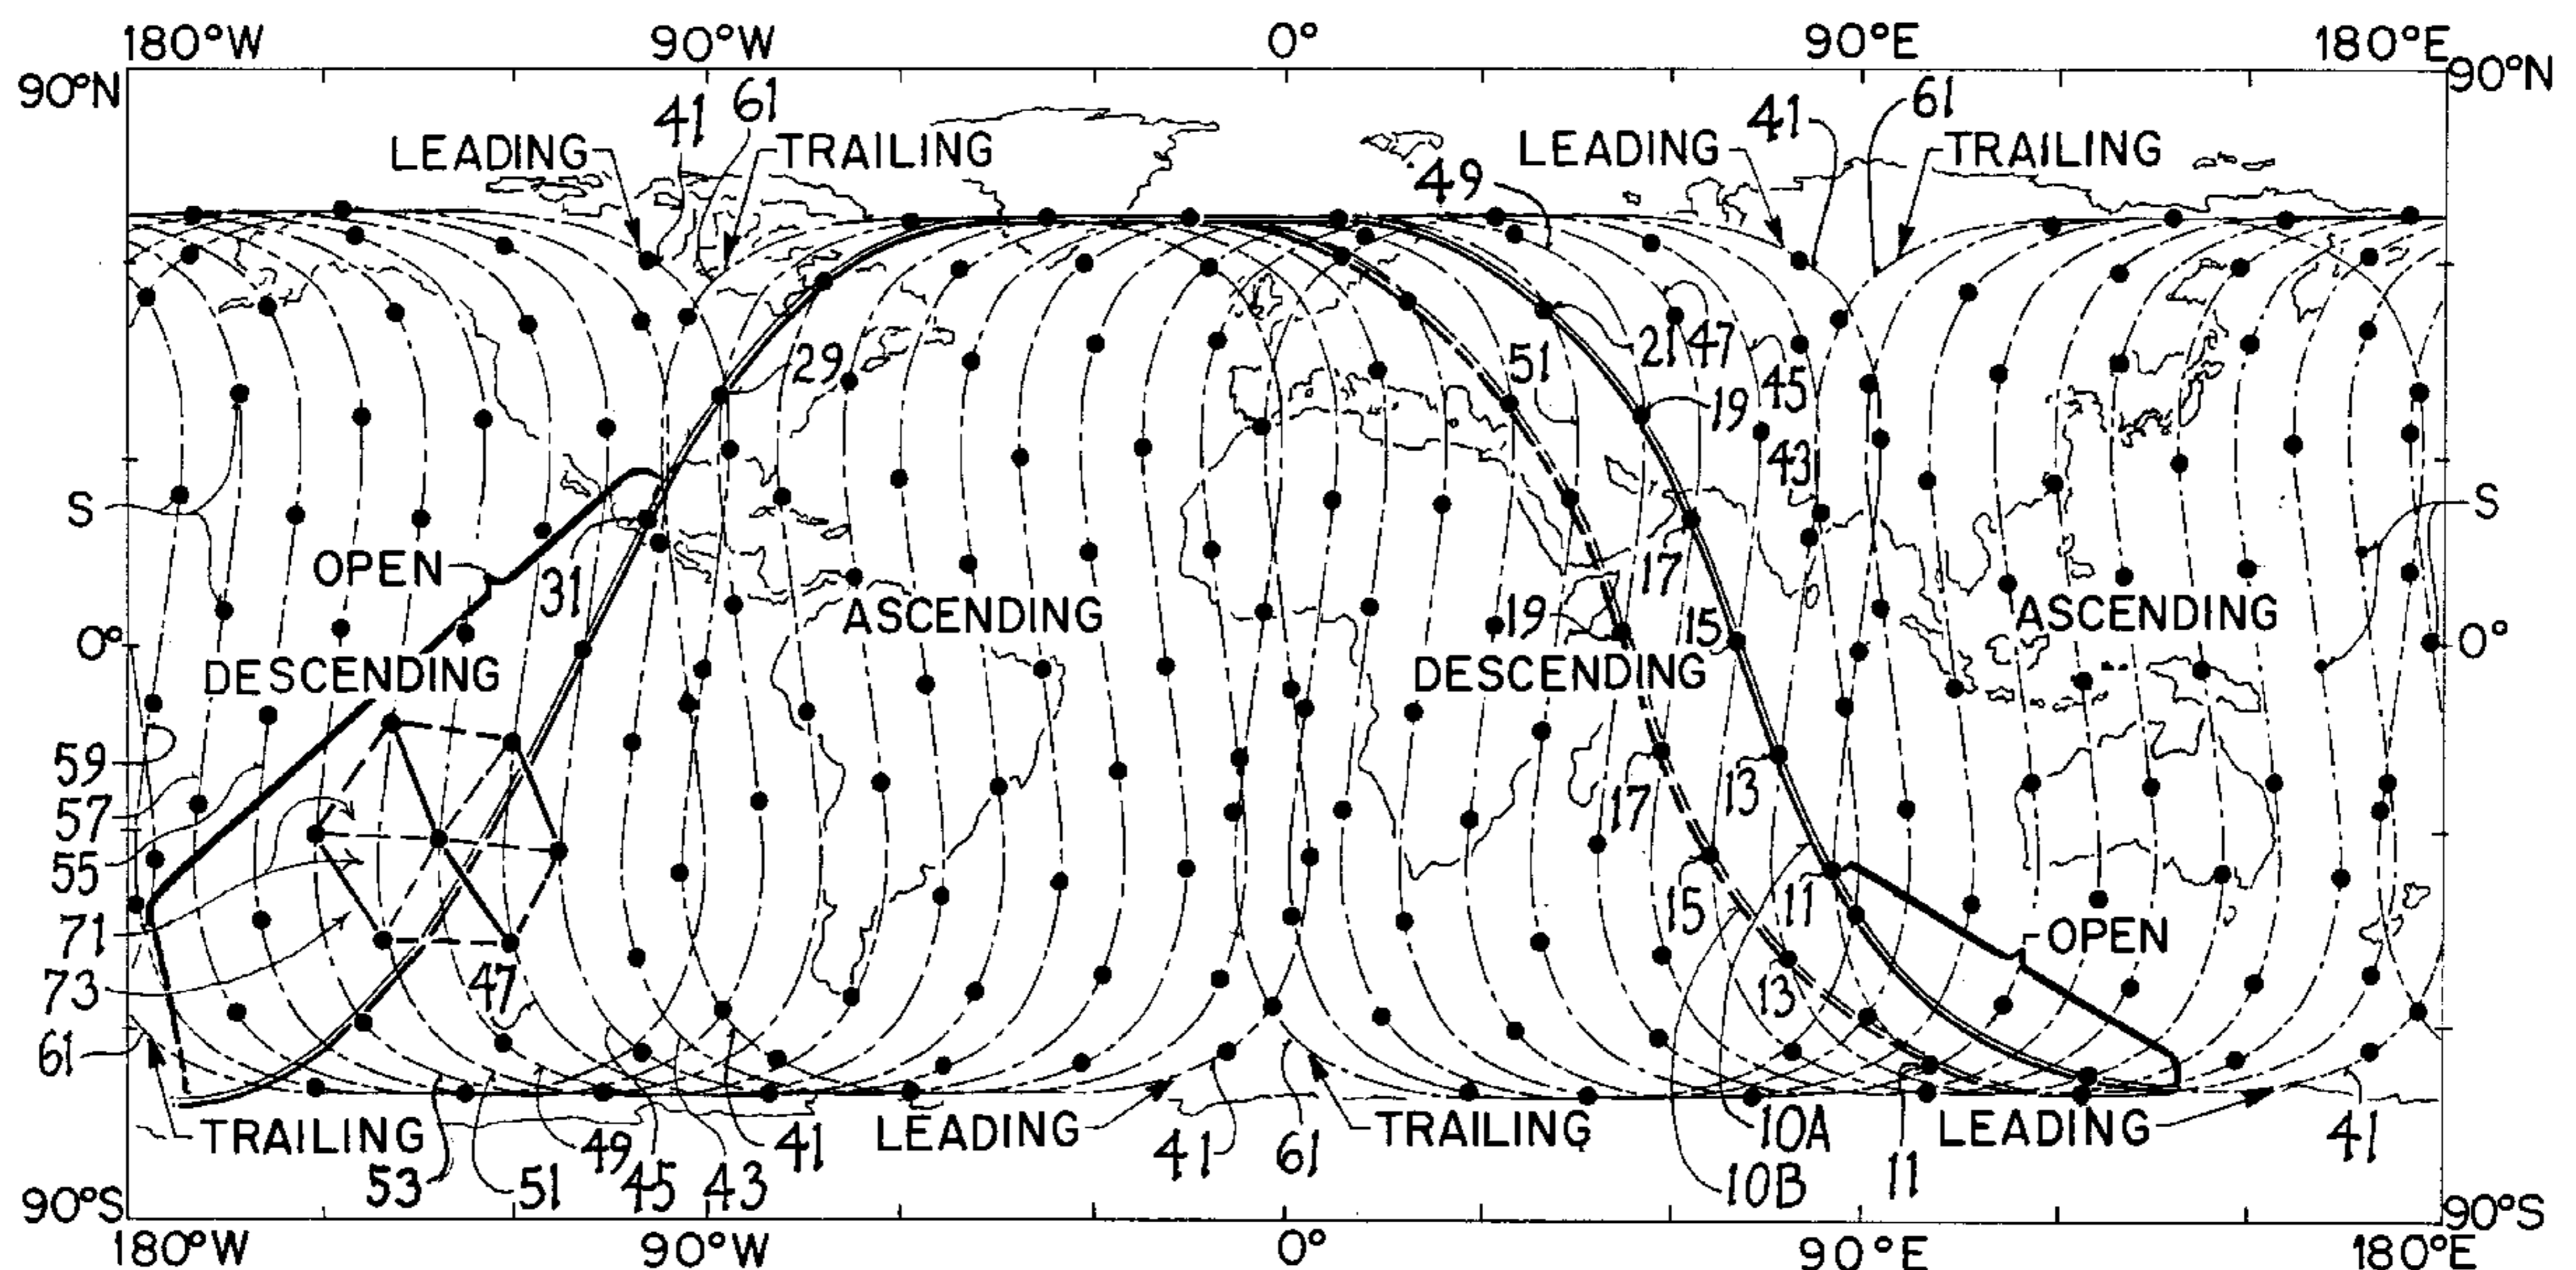 180°W 90°W 0° 90°E 180°E
90°N 90°N
41 61 41 61
LEADING TRAILING LEADING TRAILING
49
29 51 21 47
19 45
43
S S
OPEN 31 17
ASCENDING 19 15 ASCENDING
0° 0°
DESCENDING DESCENDING
59
57 17 13
55 15 11
71 OPEN
73 47 13
61
TRAILING LEADING TRAILING 10A LEADING
49 41 41 61 41
53 51 45 43 10B 11
90°S 90°S
180°W 90°W 0° 90°E 180°E